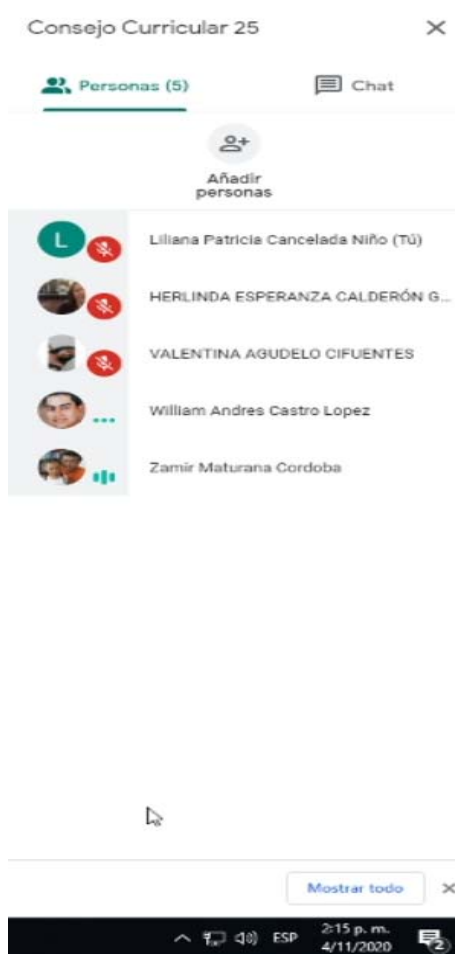 Consejo Curricular 25
Personas (5)
Chat
Añadir
personas
L
Liliana Patricia Cancelada Niño (Tú)
HERLINDA ESPERANZA CALDERÓN G...
VALENTINA AGUDELO CIFUENTES
William Andres Castro Lopez
Zamir Maturana Cordoba
Mostrar todo
ESP
2:15 p. m.
4/11/2020
2